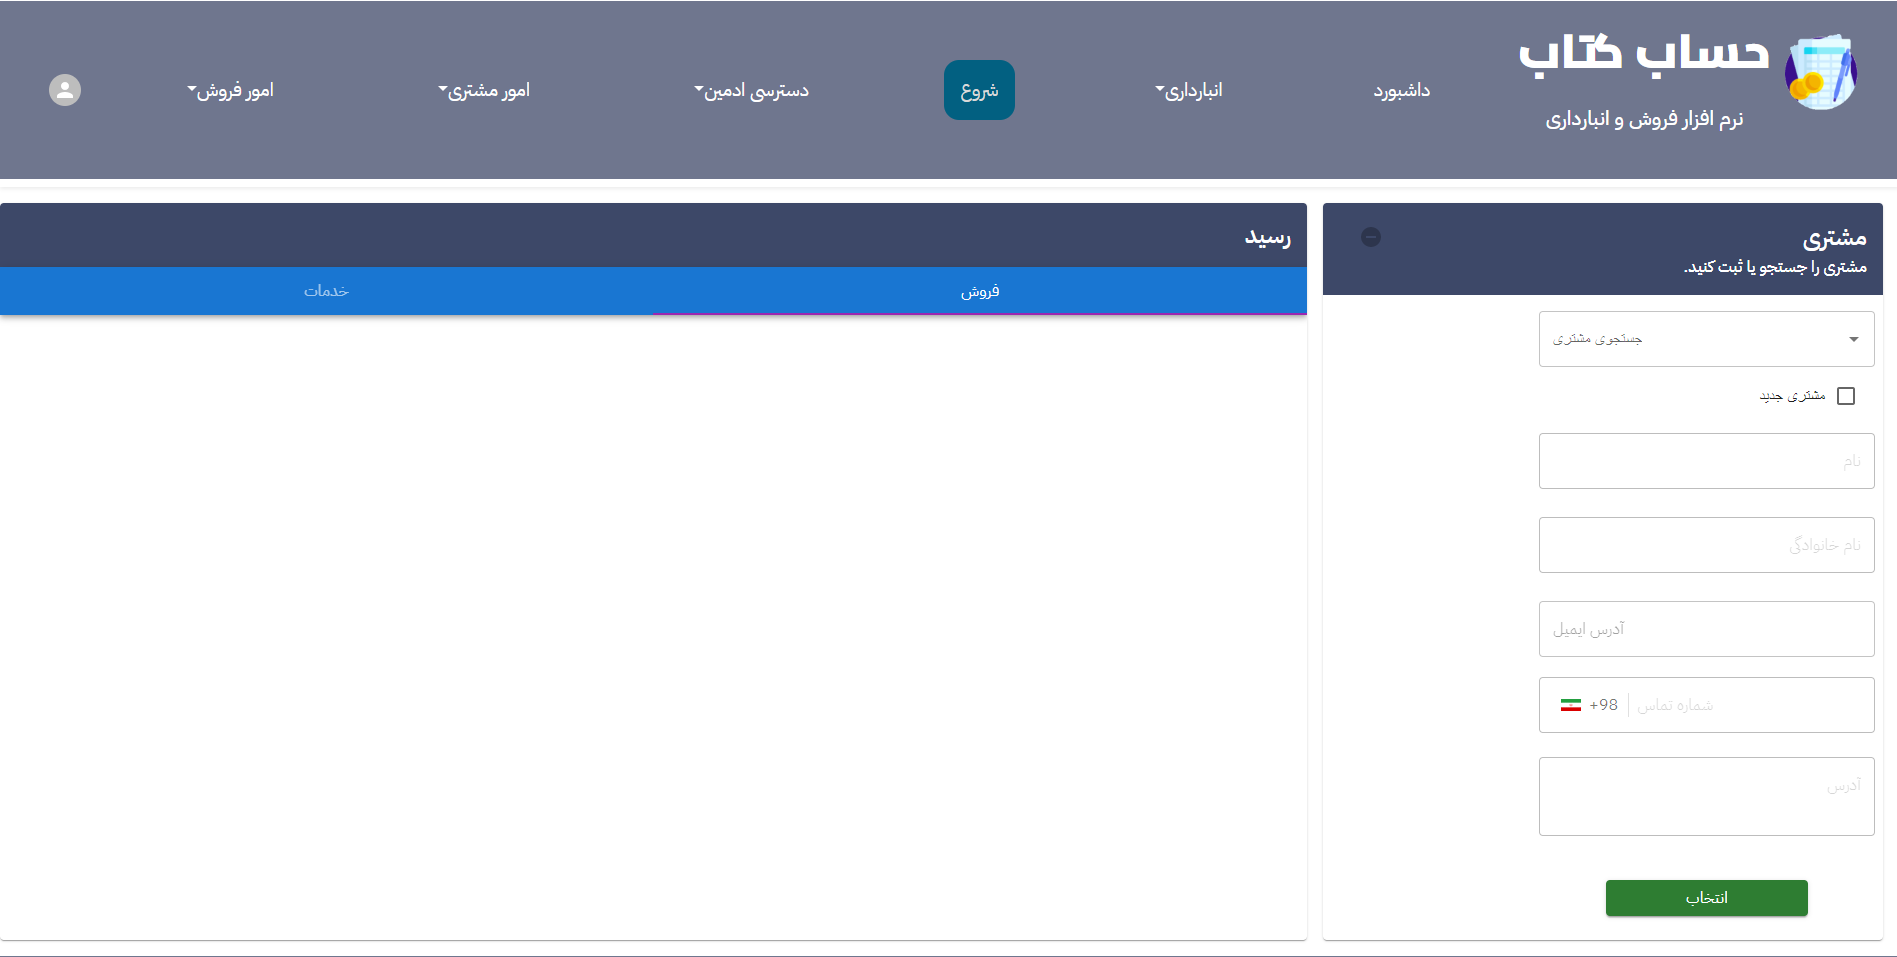 حساب کتاب
نرم افزار فروش و انبارداری
داشبورد
انبارداری
شروع
دسترسی ادمین
امور مشتری
امور فروش
مشتری
مشتری را جستجو یا ثبت کنید.
جستجوی مشتری
مشتری جدید
نام
نام خانوادگی
آدرس ایمیل
+98 شماره تماس
آدرس
انتخاب
رسید
فروش
خدمات